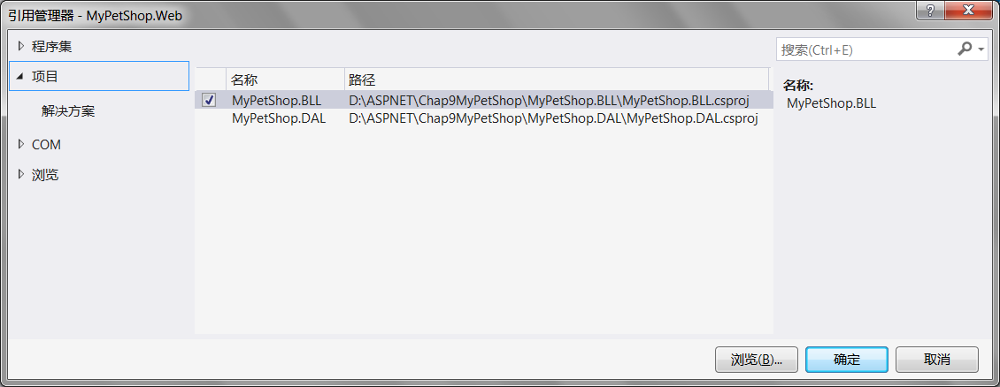 引用管理器 - MyPetShop.Web
?
程序集
项目
解决方案
COM
浏览
名称 路径
MyPetShop.BLL D:\ASPNET\Chap9MyPetShop\MyPetShop.BLL\MyPetShop.BLL.csproj
MyPetShop.DAL D:\ASPNET\Chap9MyPetShop\MyPetShop.DAL\MyPetShop.DAL.csproj
搜索(Ctrl+E)
名称:
MyPetShop.BLL
浏览(B)... 确定 取消